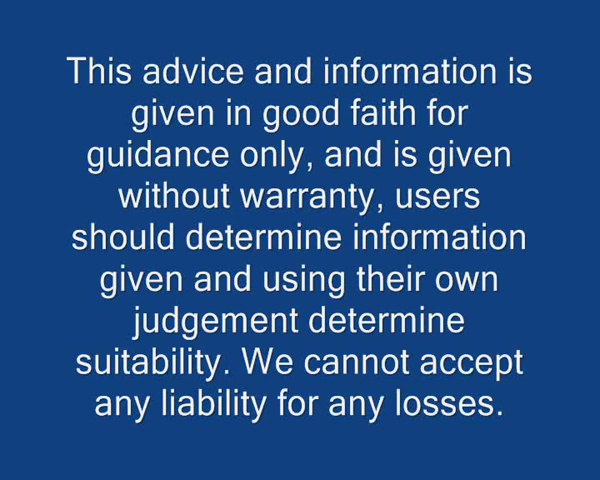 This advice and information is
given in good faith for
guidance only, and is given
without warranty, users
should determine information
given and using their own
judgement determine
suitability. We cannot accept
any liability for any losses.